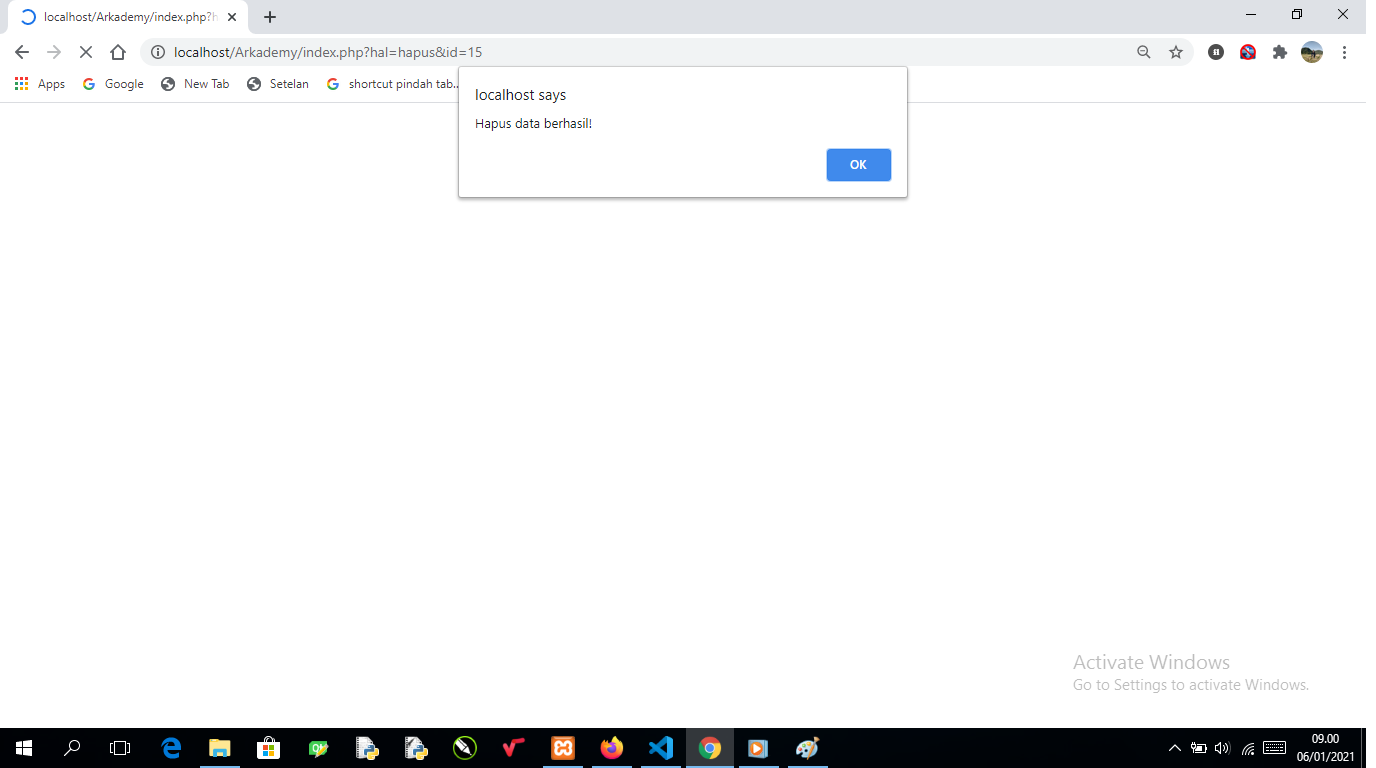 localhost/Arkademy/index.php?h
localhost/Arkademy/index.php?hal=hapus&id=15
Apps
Google
New Tab
Setelan
shortcut pindah tab...
localhost says
Hapus data berhasil!
OK
Activate Windows
Go to Settings to activate Windows.
09.00
06/01/2021